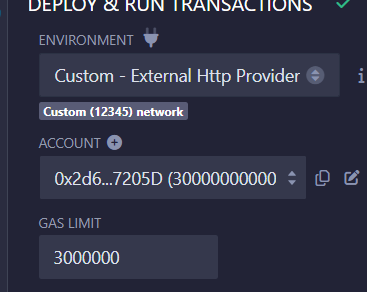 DEPLOY & RUN TRANSACTIONS
ENVIRONMENT
Custom - External Http Provider
Custom (12345) network
ACCOUNT
0x2d6...7205D (30000000000
GAS LIMIT
3000000